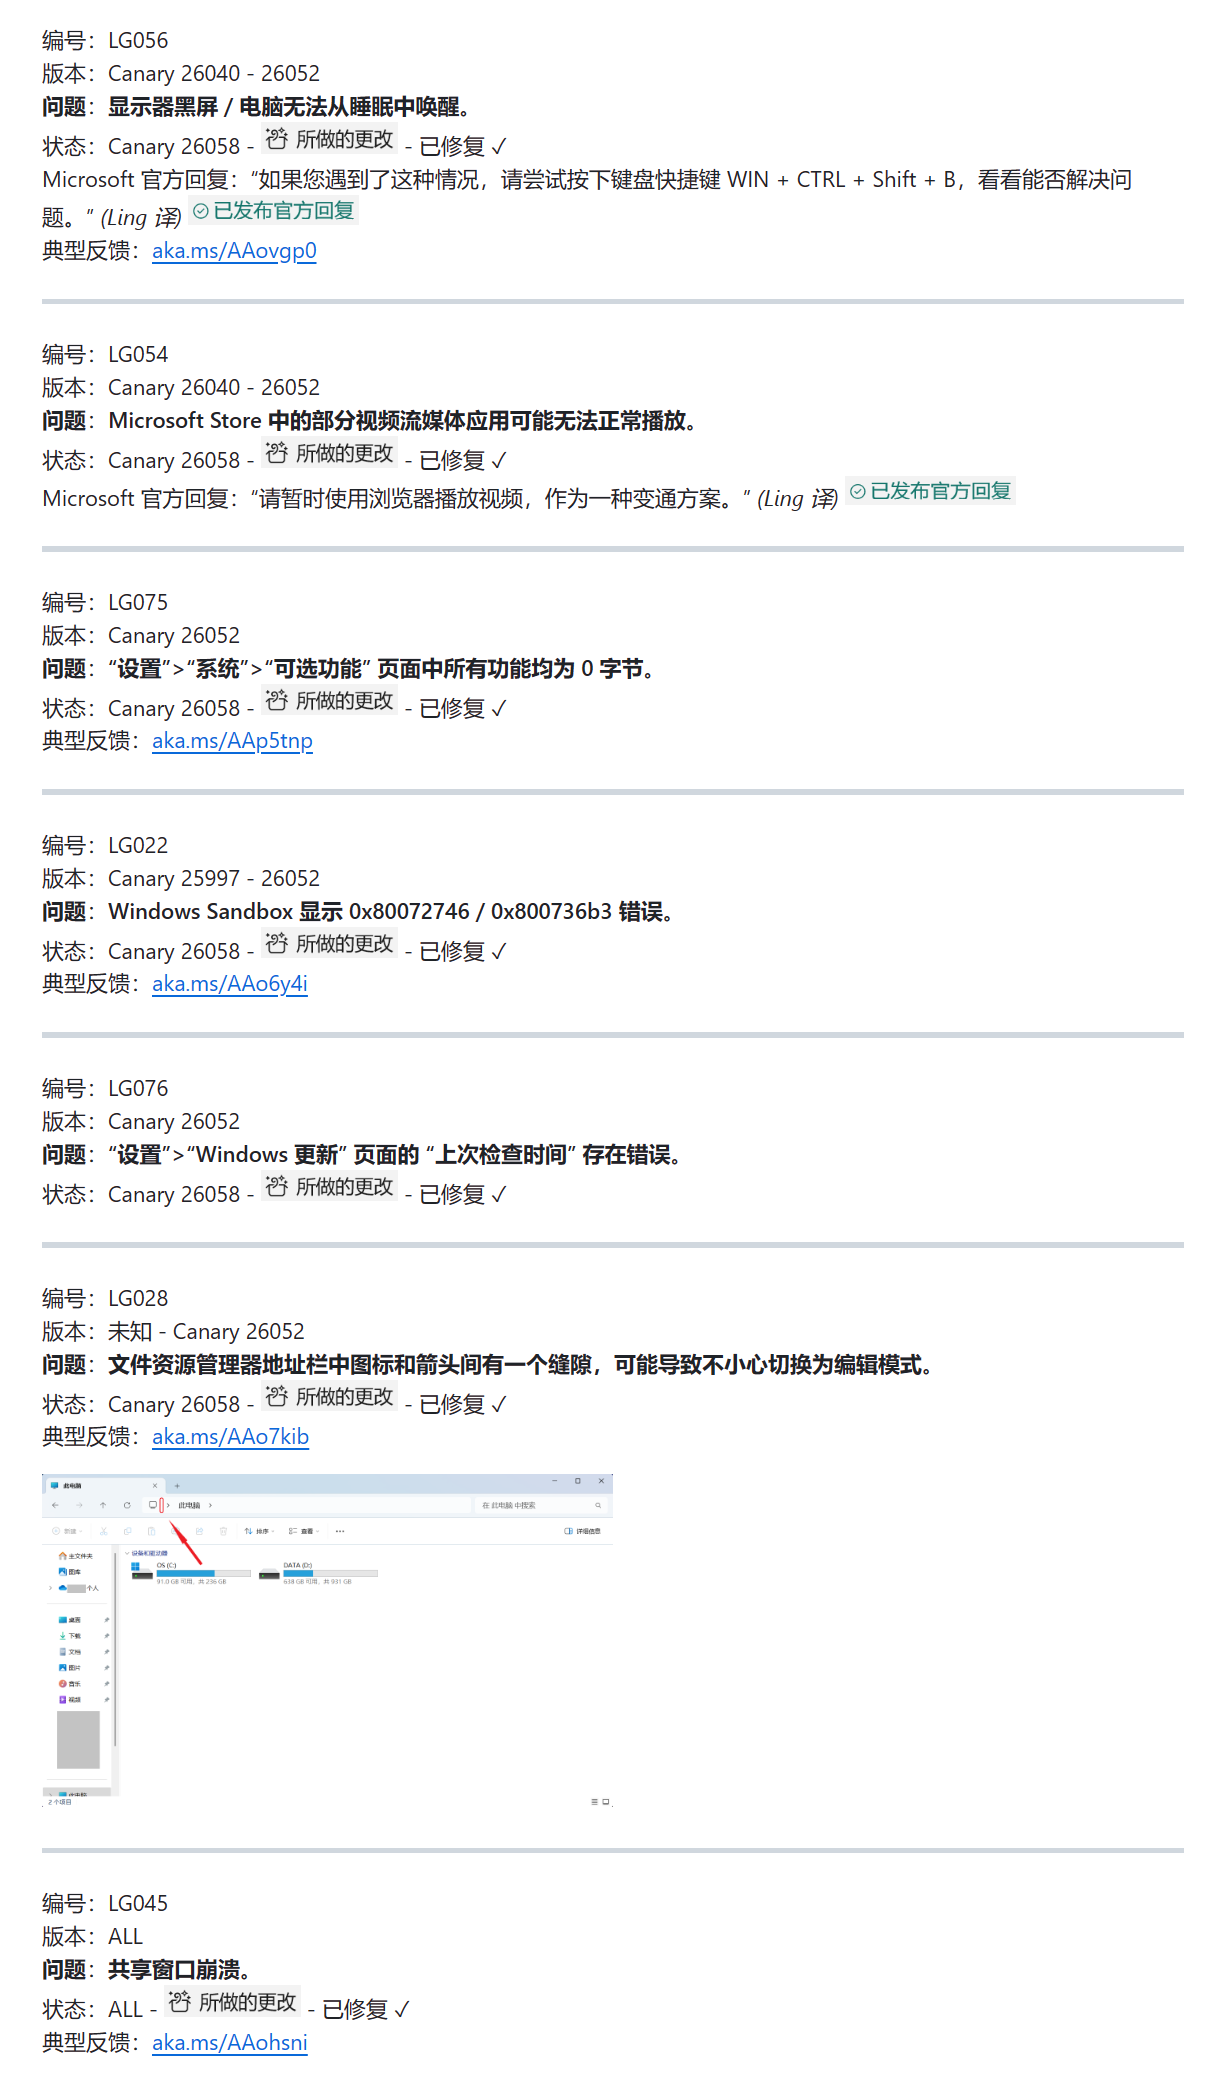 编号：LG056
版本：Canary 26040 - 26052
问题：显示器黑屏 / 电脑无法从睡眠中唤醒。
状态：Canary 26058 - 所做的更改 - 已修复 ✓
Microsoft 官方回复：“如果您遇到了这种情况，请尝试按下键盘快捷键 WIN + CTRL + Shift + B，看看能否解决问
题。” (Ling 译) 已发布官方回复
典型反馈：aka.ms/AAovgp0
编号：LG054
版本：Canary 26040 - 26052
问题：Microsoft Store 中的部分视频流媒体应用可能无法正常播放。
状态：Canary 26058 - 所做的更改 - 已修复 ✓
Microsoft 官方回复：“请暂时使用浏览器播放视频，作为一种变通方案。” (Ling 译) 已发布官方回复
编号：LG075
版本：Canary 26052
问题：“设置”>“系统”>“可选功能” 页面中所有功能均为 0 字节。
状态：Canary 26058 - 所做的更改 - 已修复 ✓
典型反馈：aka.ms/AAp5tnp
编号：LG022
版本：Canary 25997 - 26052
问题：Windows Sandbox 显示 0x80072746 / 0x800736b3 错误。
状态：Canary 26058 - 所做的更改 - 已修复 ✓
典型反馈：aka.ms/AAo6y4i
编号：LG076
版本：Canary 26052
问题：“设置”>“Windows 更新” 页面的 “上次检查时间” 存在错误。
状态：Canary 26058 - 所做的更改 - 已修复 ✓
编号：LG028
版本：未知 - Canary 26052
问题：文件资源管理器地址栏中图标和箭头间有一个缝隙，可能导致不小心切换为编辑模式。
状态：Canary 26058 - 所做的更改 - 已修复 ✓
典型反馈：aka.ms/AAo7kib
此电脑
此电脑 在 此电脑 中搜索
新建 排序 查看 详细信息
主文件夹
图库
个人
桌面
下载
文档
图片
音乐
视频
此电脑
设备和驱动器
OS (C:)
91.0 GB 可用，共 236 GB
DATA (D:)
638 GB 可用，共 931 GB
2 个项目
编号：LG045
版本：ALL
问题：共享窗口崩溃。
状态：ALL - 所做的更改 - 已修复 ✓
典型反馈：aka.ms/AAohsni